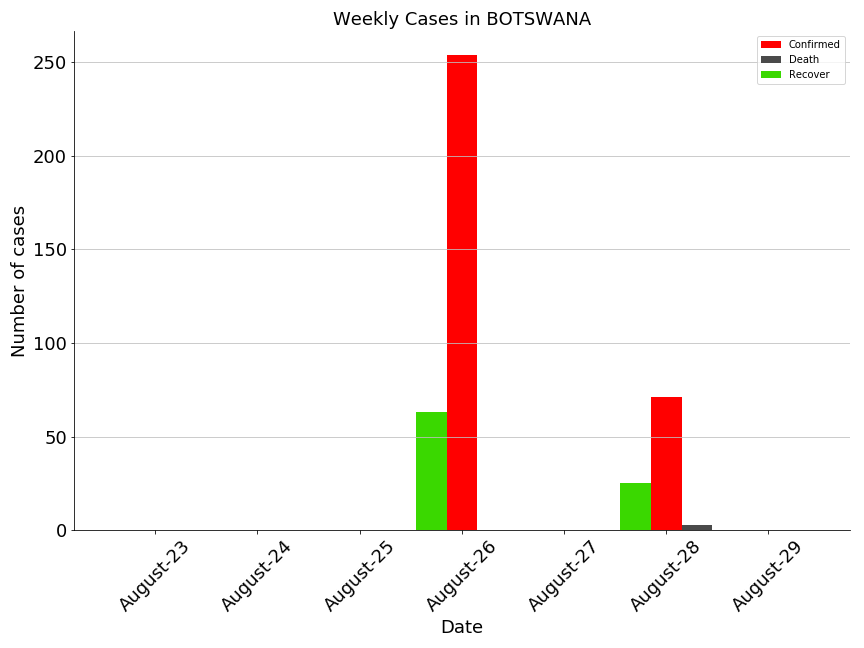 Weekly Cases in BOTSWANA
Confirmed
Death
Recover
Number of cases
250
200
150
100
50
0
August-23
August-24
August-25
August-26
August-27
August-28
August-29
Date